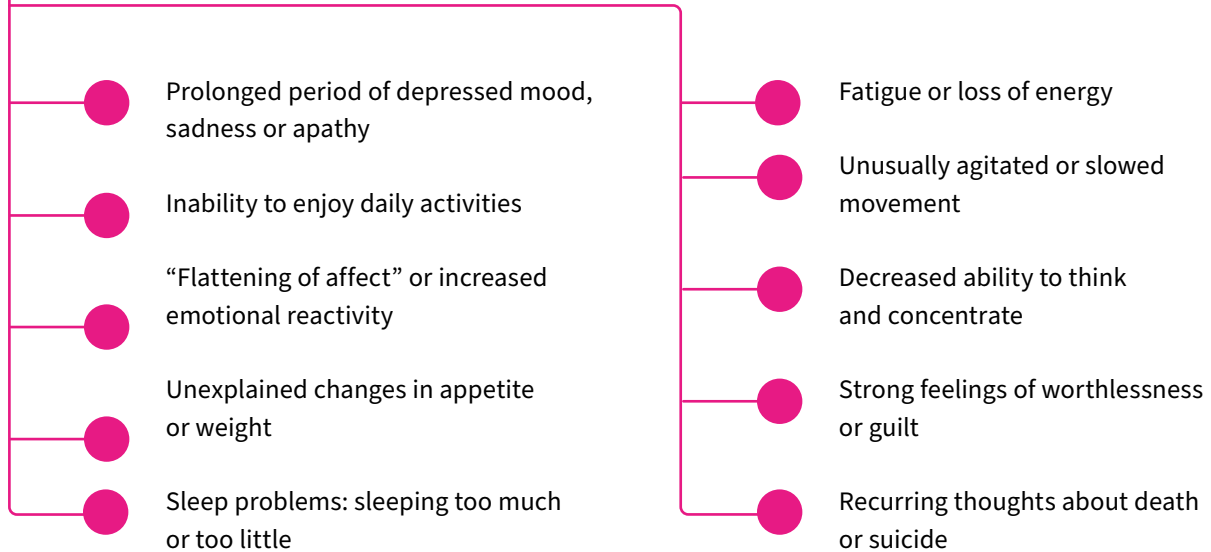 Prolonged period of depressed mood,
sadness or apathy
Inability to enjoy daily activities
“Flattening of affect” or increased
emotional reactivity
Unexplained changes in appetite
or weight
Sleep problems: sleeping too much
or too little
Fatigue or loss of energy
Unusually agitated or slowed
movement
Decreased ability to think
and concentrate
Strong feelings of worthlessness
or guilt
Recurring thoughts about death
or suicide